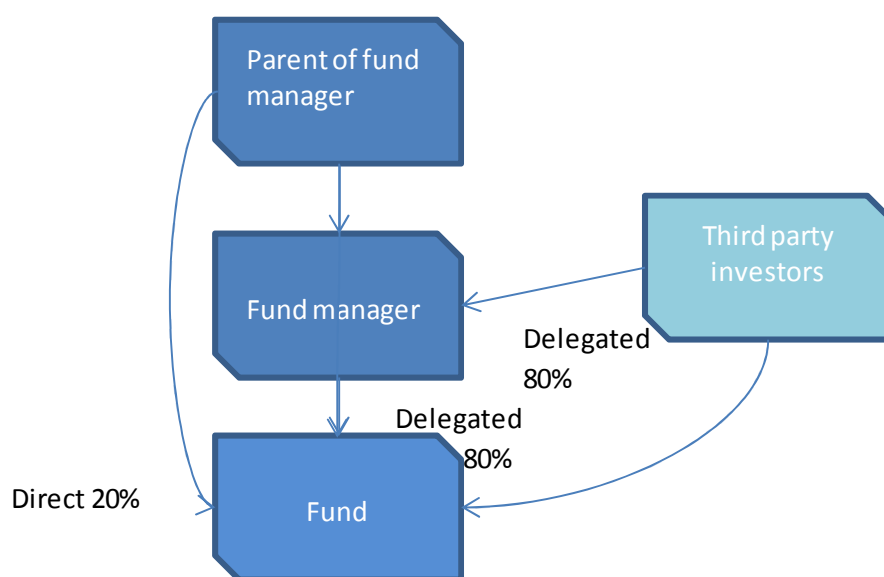 Parent of fund
manager
Third party
investors
Fund manager
Delegated
80%
Delegated
80%
Direct 20%
Fund